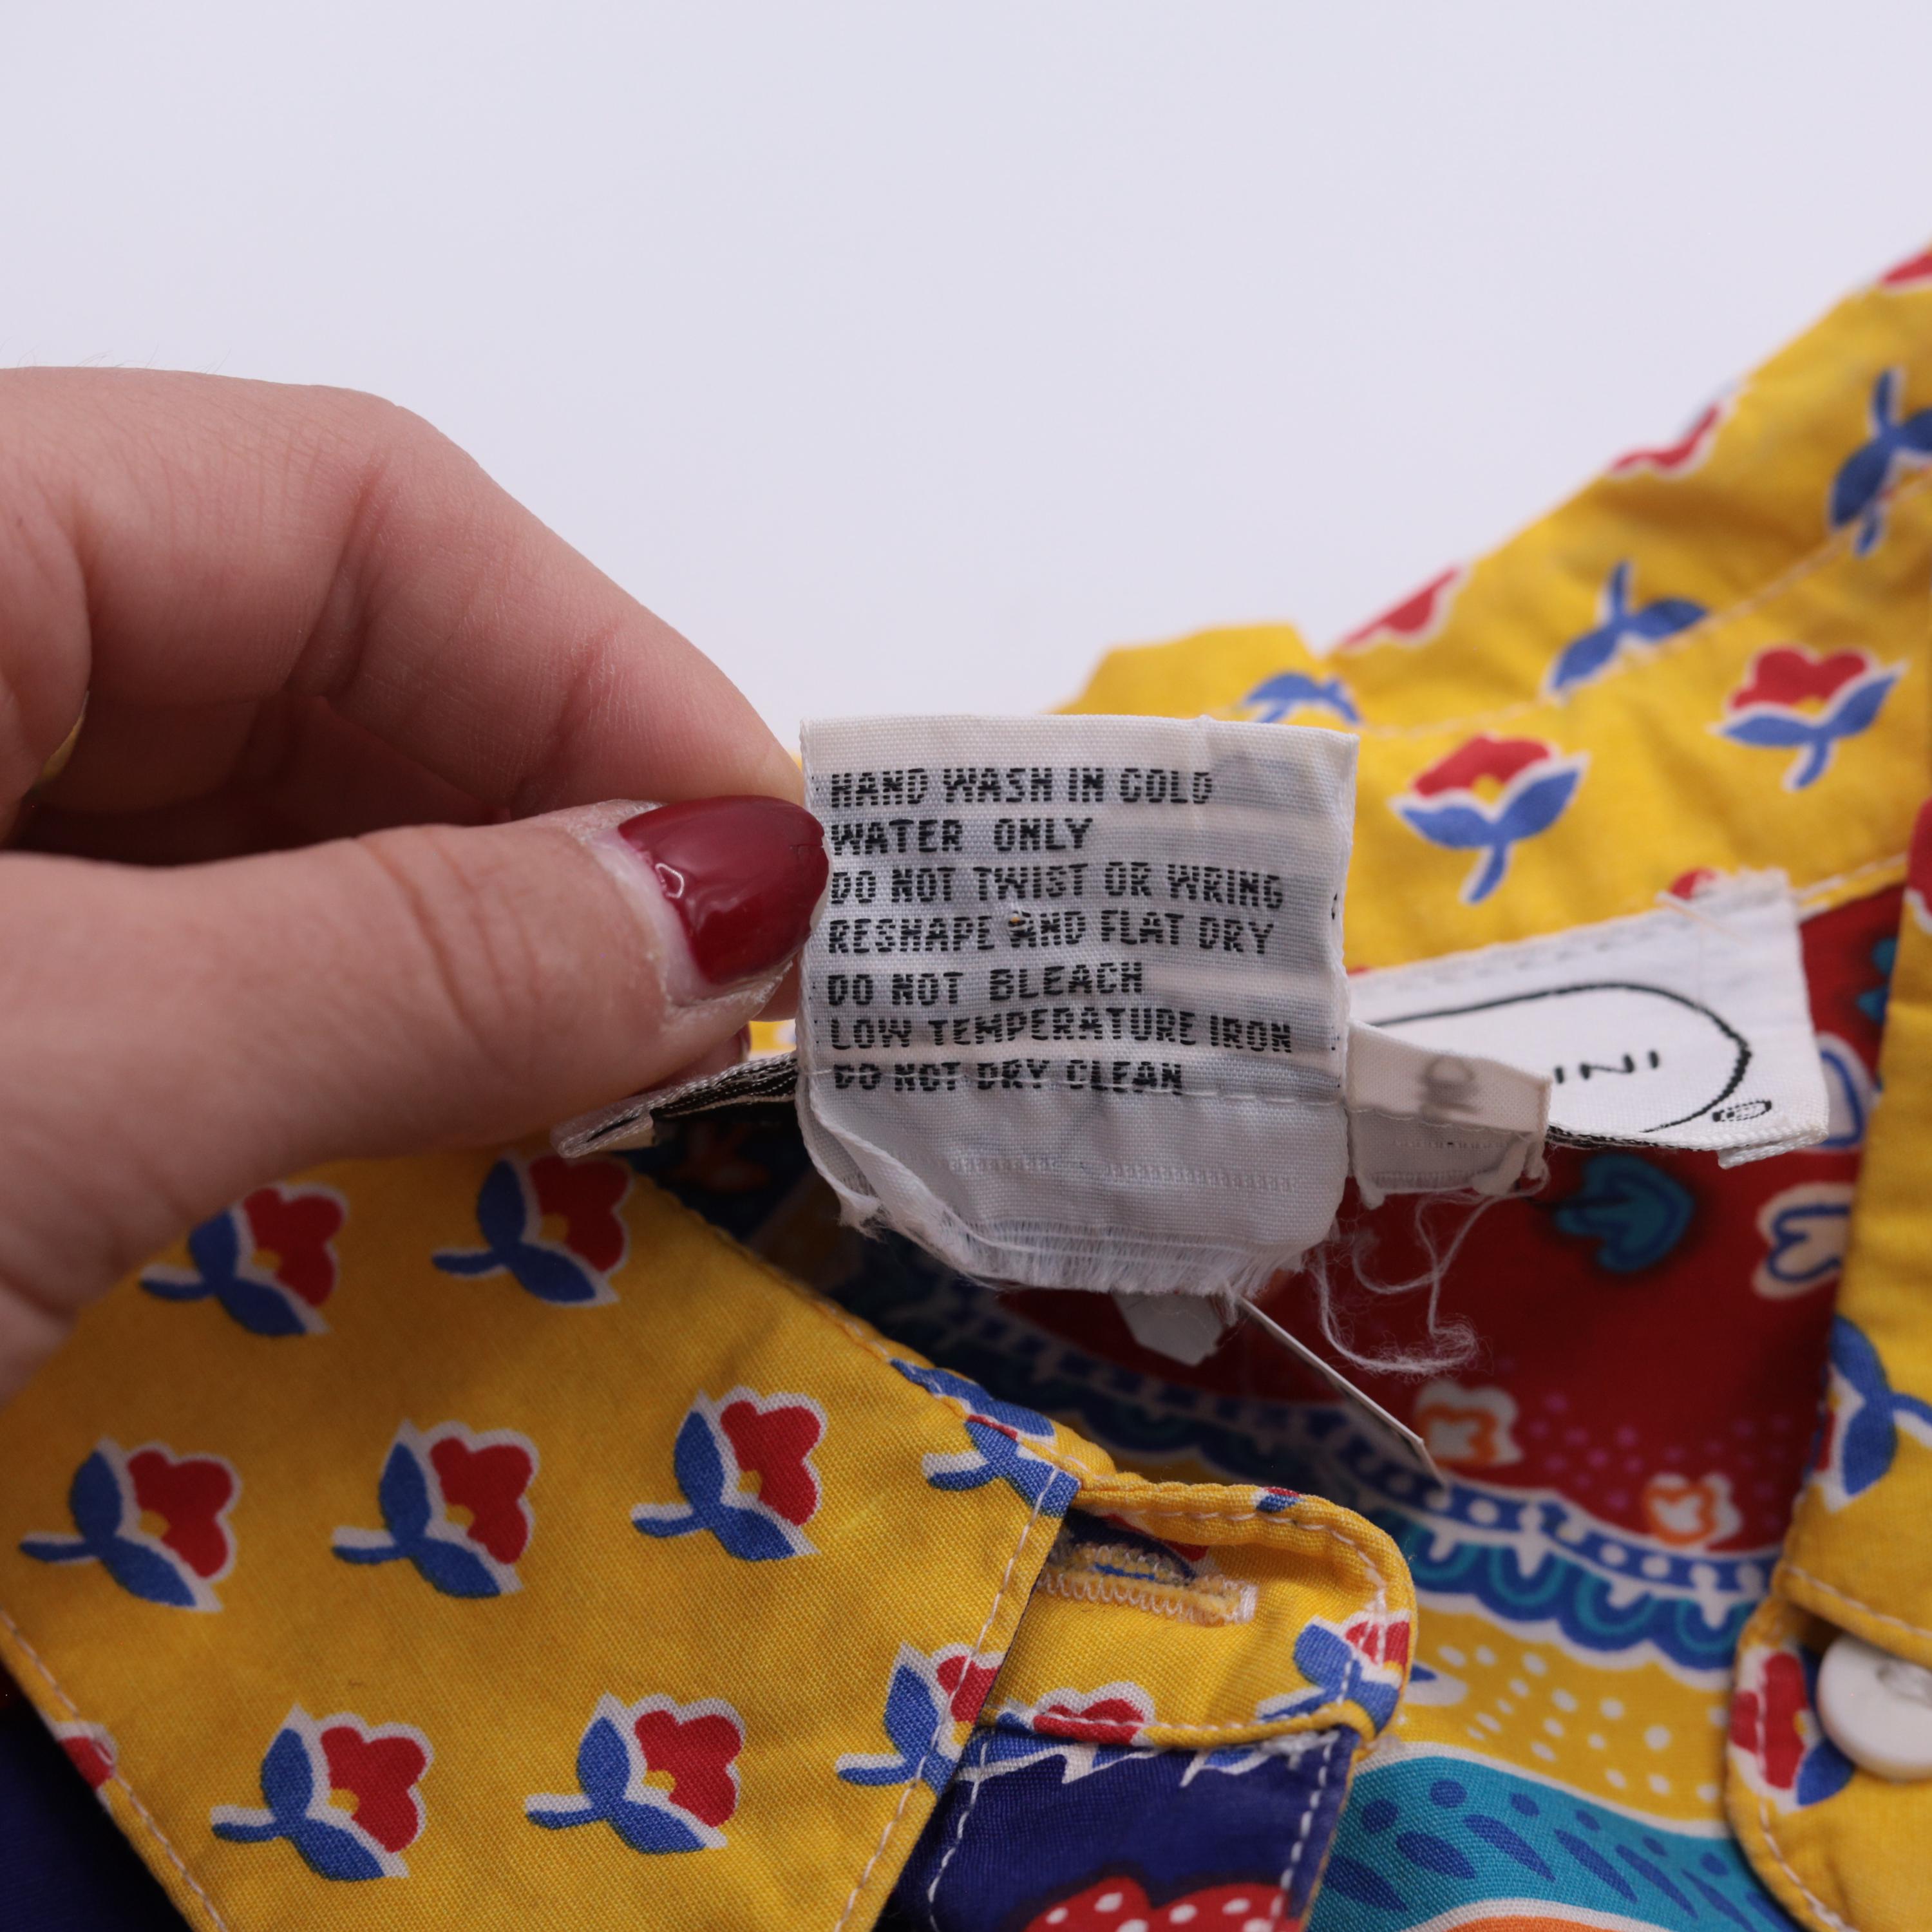 HAND WASH IN COLD
WATER ONLY
DO NOT TWIST OR WRING
RESHAPE AND FLAT DRY
DO NOT BLEACH
LOW TEMPERATURE IRON
DO NOT DRY CLEAN